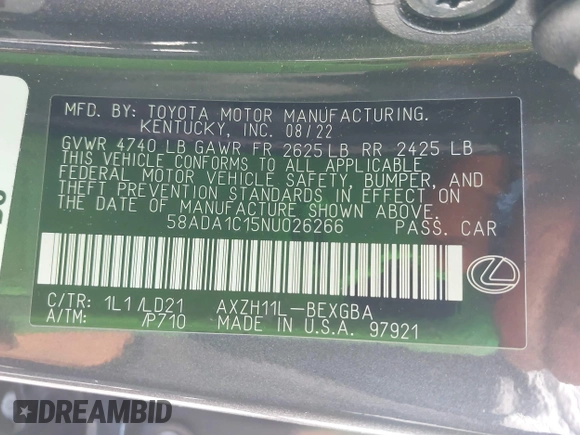 MFD. BY: TOYOTA MOTOR MANUFACTURING.
KENTUCKY, INC. 08/22
GVWR 4740 LB GAWR FR 2625 LB RR 2425 LB
THIS VEHICLE CONFORMS TO ALL APPLICABLE
FEDERAL MOTOR VEHICLE SAFETY, BUMPER, AND
THEFT PREVENTION STANDARDS IN EFFECT ON
THE DATE OF MANUFACTURE SHOWN ABOVE.
58ADA1C15NU026266 PASS. CAR
C/TR: 1L1/LD21 AXZH11L-BEXGBA
A/TM: /P710 MADE IN U.S.A. 97921
DREAMBID